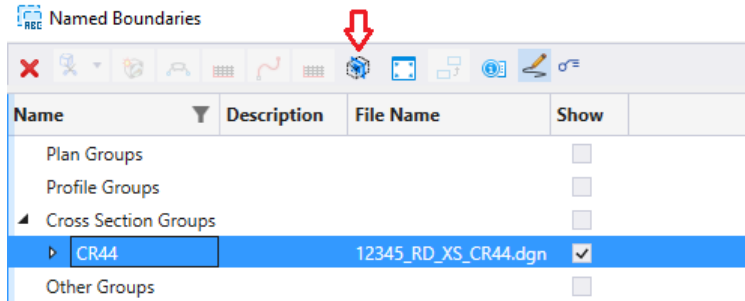 ABC Named Boundaries
Name Description File Name Show
Plan Groups
Profile Groups
Cross Section Groups
CR44 12345_RD_XS_CR44.dgn
Other Groups